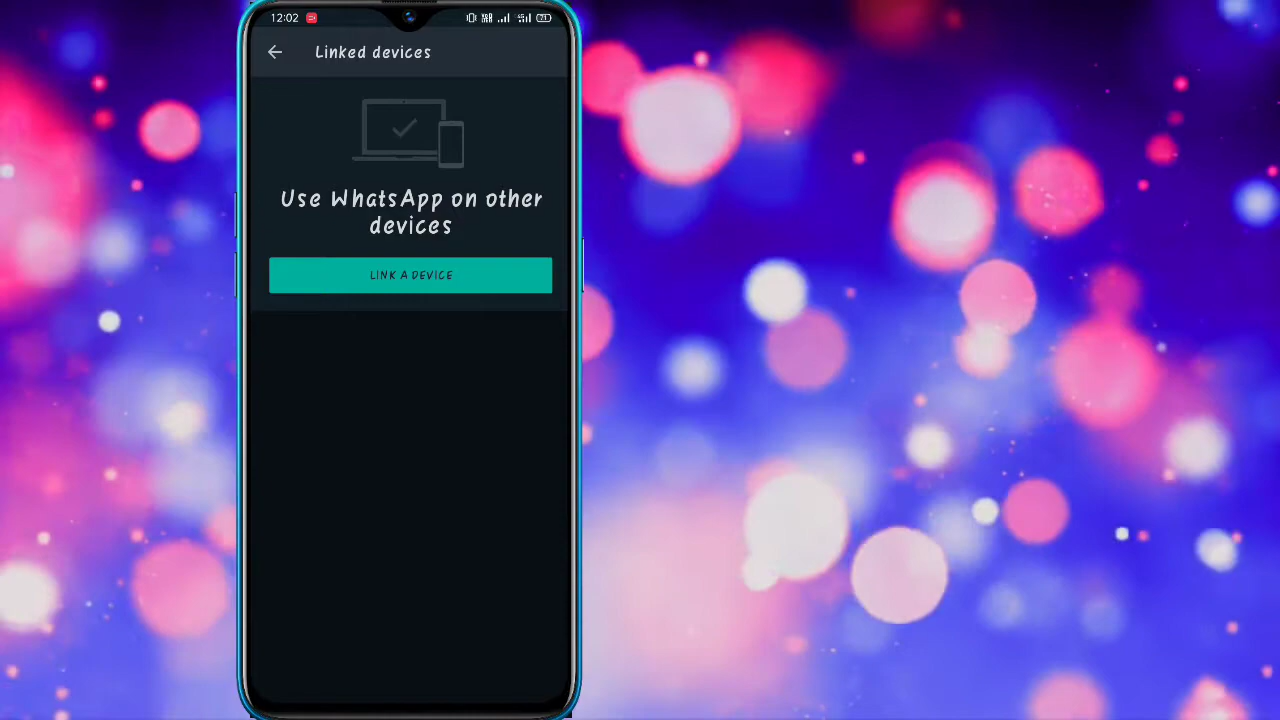 12:02
Linked devices
Use WhatsApp on other
devices
LINK A DEVICE